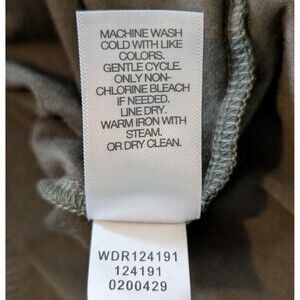 MACHINE WASH
COLD WITH LIKE
COLORS.
GENTLE CYCLE.
ONLY NON-
CHLORINE BLEACH
IF NEEDED.
LINE DRY.
WARM IRON WITH
STEAM.
OR DRY CLEAN.
WDR124191
124191
0200429